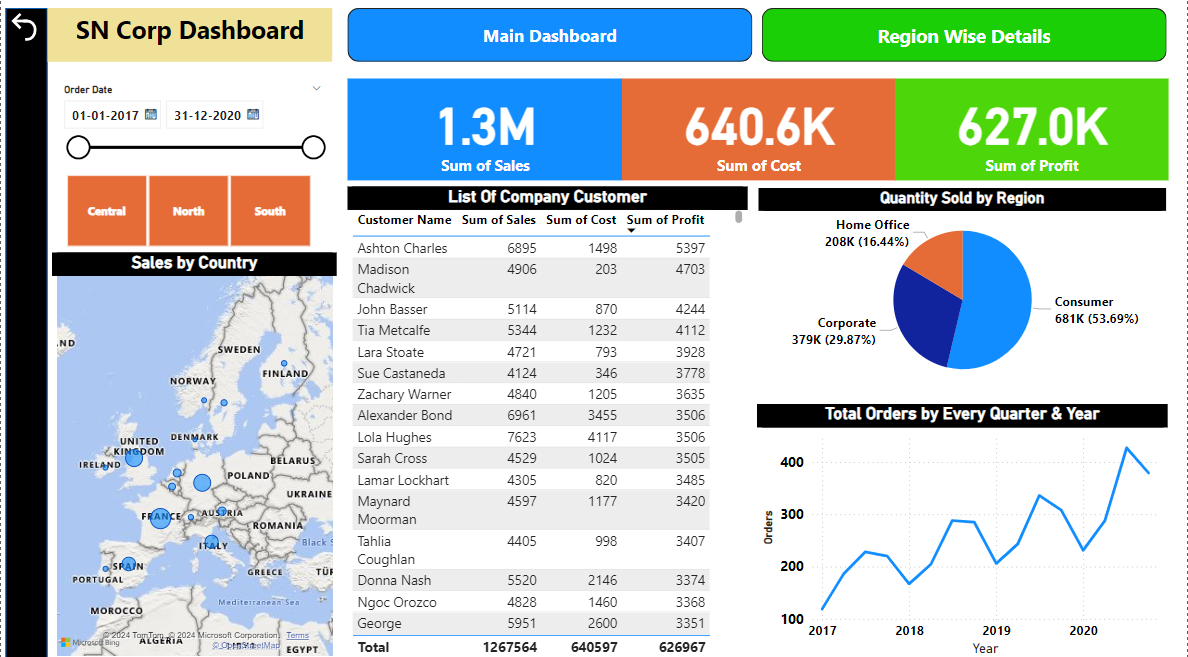 SN Corp Dashboard
Main Dashboard
Region Wise Details
Order Date
01-01-2017
31-12-2020
Central
North
South
1.3M
Sum of Sales
640.6K
Sum of Cost
627.0K
Sum of Profit
Sales by Country
SWEDEN
FINLAND
NORWAY
UNITED
KINGDOM
DENMARK
IRELAND
BELARUS
POLAND
UKRAINE
FRANCE
AUSTRIA
ROMANIA
ITALY
Black S
SPAIN
PORTUGAL
GREECE
TÜR
Mediterranean Sea
MOROCCO
ALGERIA
EGYPT
© 2024 TomTom, © 2024 Microsoft Corporation, Terms
© OpenStreetMap
Microsoft Bing
List Of Company Customer
Customer Name Sum of Sales Sum of Cost Sum of Profit
Ashton Charles 6895 1498 5397
Madison 4906 203 4703
Chadwick
John Basser 5114 870 4244
Tia Metcalfe 5344 1232 4112
Lara Stoate 4721 793 3928
Sue Castaneda 4124 346 3778
Zachary Warner 4840 1205 3635
Alexander Bond 6961 3455 3506
Lola Hughes 7623 4117 3506
Sarah Cross 4529 1024 3505
Lamar Lockhart 4305 820 3485
Maynard 4597 1177 3420
Moorman
Tahlia 4405 998 3407
Coughlan
Donna Nash 5520 2146 3374
Ngoc Orozco 4828 1460 3368
George 5951 2600 3351
Total 1267564 640597 626967
Quantity Sold by Region
Home Office
208K (16.44%)
Consumer
681K (53.69%)
Corporate
379K (29.87%)
Total Orders by Every Quarter & Year
400
300
200
100
Orders
2017 2018 2019 2020
Year